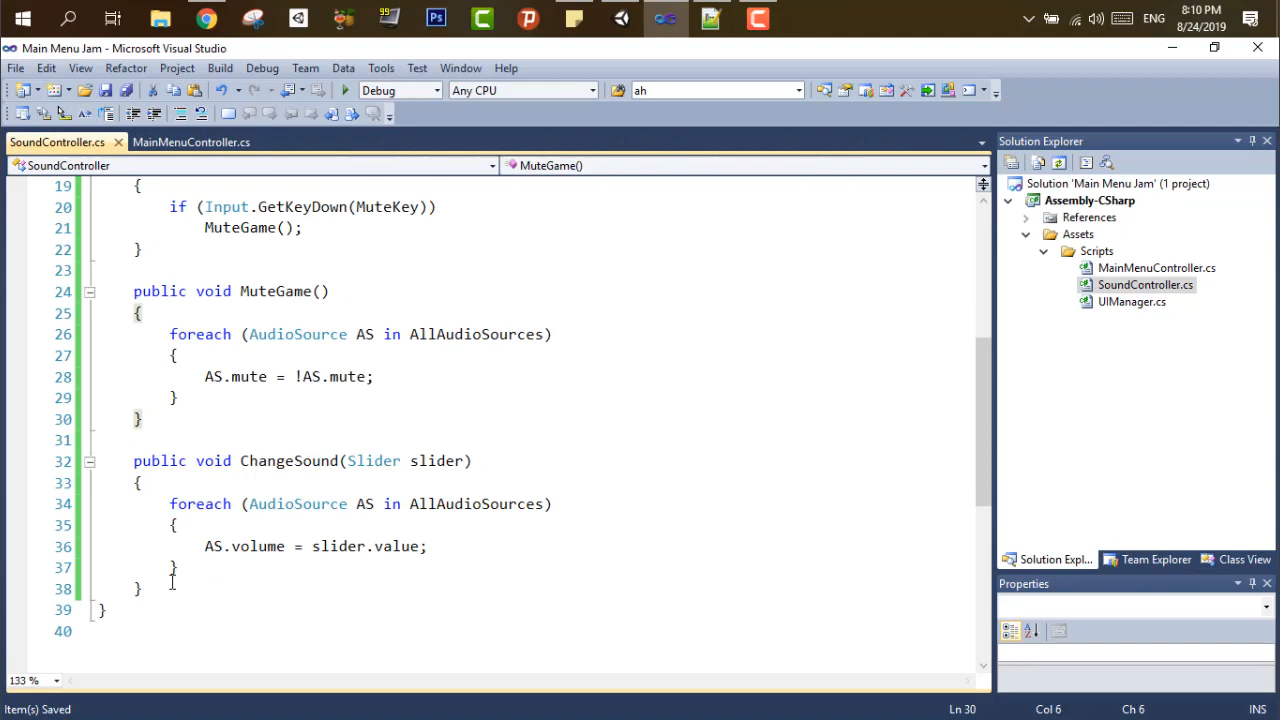 99
Ps
ENG
8:10 PM
8/24/2019
Main Menu Jam - Microsoft Visual Studio
File Edit View Refactor Project Build Debug Team Data Tools Test Window Help
Debug Any CPU ah
SoundController.cs MainMenuController.cs
SoundController MuteGame()
19 {
20 if (Input.GetKeyDown(MuteKey))
21 MuteGame();
22 }
23
24 public void MuteGame()
25 {
26 foreach (AudioSource AS in AllAudioSources)
27 {
28 AS.mute = !AS.mute;
29 }
30 }
31
32 public void ChangeSound(Slider slider)
33 {
34 foreach (AudioSource AS in AllAudioSources)
35 {
36 AS.volume = slider.value;
37 }
38 }
39 }
40
133 %
Solution Explorer
Solution 'Main Menu Jam' (1 project)
Assembly-CSharp
References
Assets
Scripts
MainMenuController.cs
SoundController.cs
UIManager.cs
Solution Expl... Team Explorer Class View
Properties
Item(s) Saved Ln 30 Col 6 Ch 6 INS